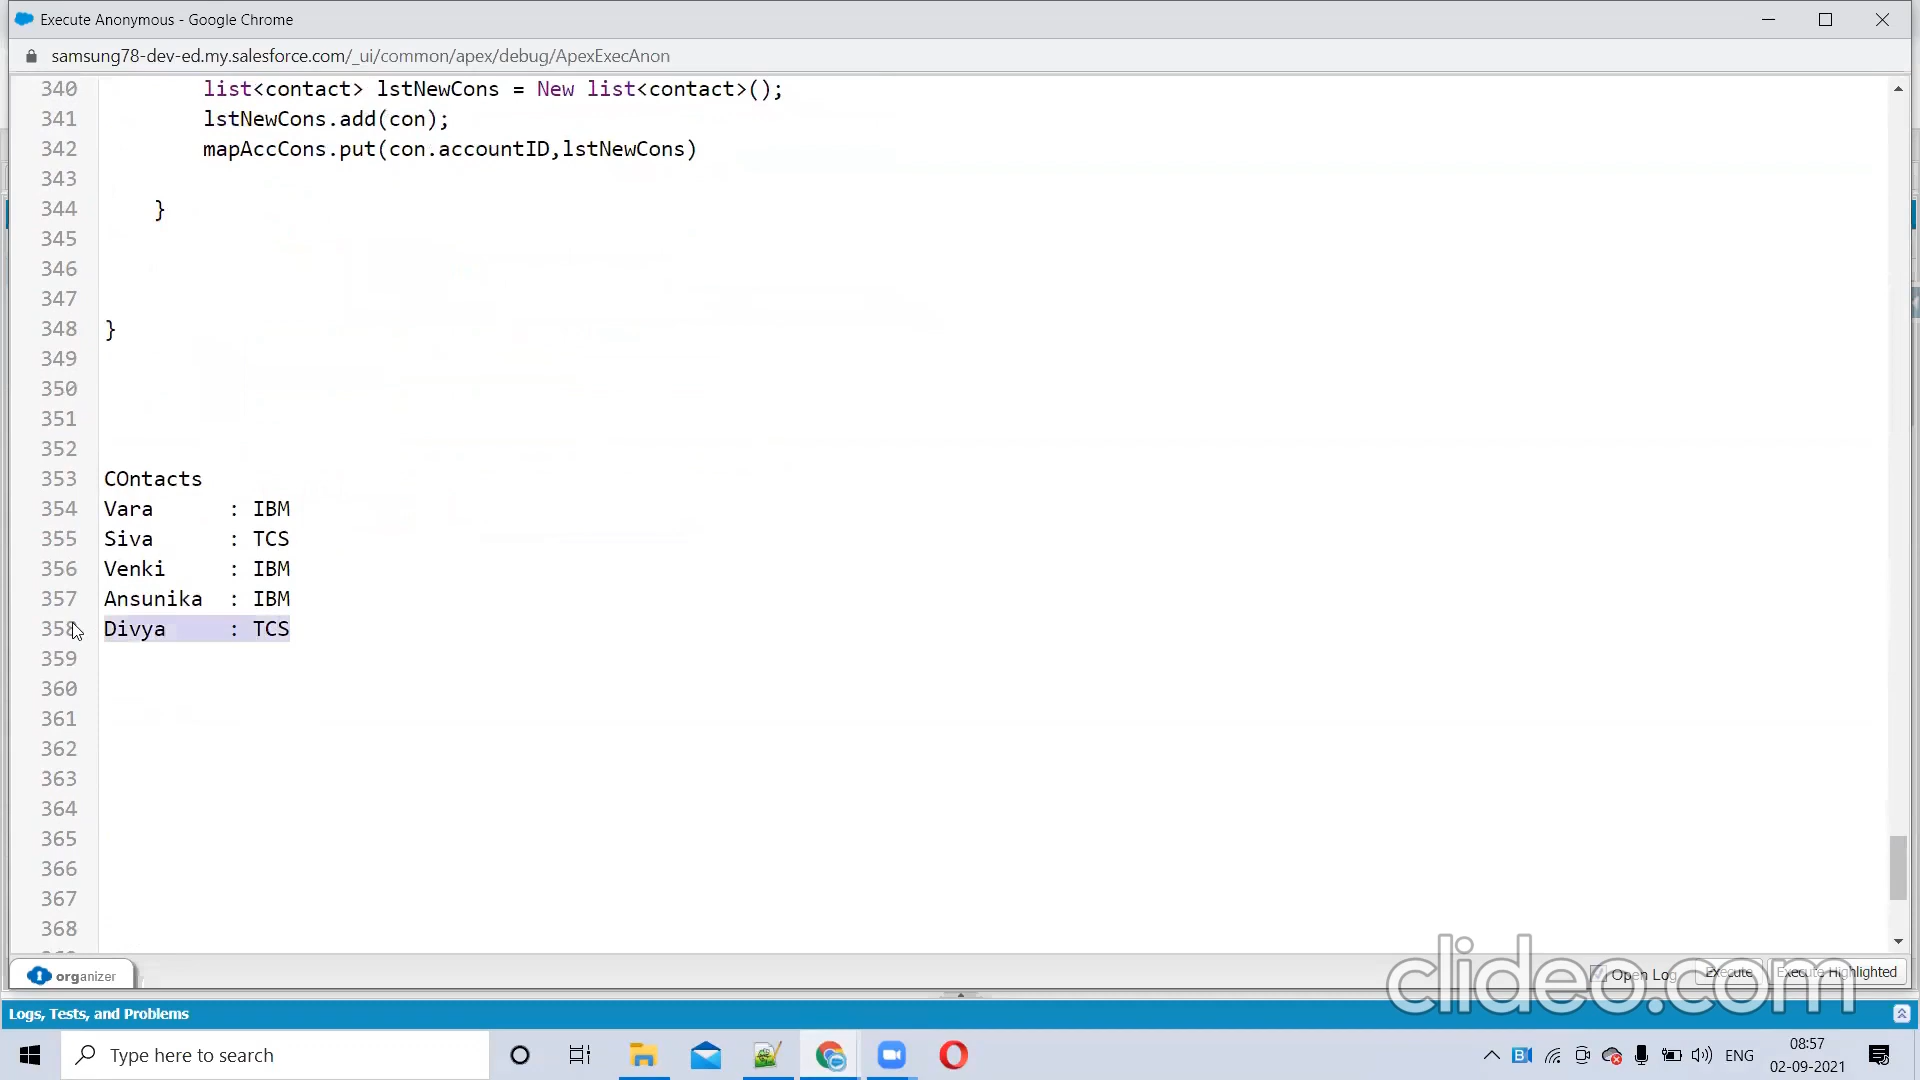 Execute Anonymous - Google Chrome
samsung78-dev-ed.my.salesforce.com/_ui/common/apex/debug/ApexExecAnon
340 list<contact> lstNewCons = New list<contact>();
341 lstNewCons.add(con);
342 mapAccCons.put(con.accountID,lstNewCons)
343
344 }
345
346
347
348 }
349
350
351
352
353 COntacts
354 Vara : IBM
355 Siva : TCS
356 Venki : IBM
357 Ansunika : IBM
358 Divya : TCS
359
360
361
362
363
364
365
366
367
368
organizer
Open Log Execute Execute Highlighted
clideo.com
Logs, Tests, and Problems
Type here to search
ENG
08:57
02-09-2021